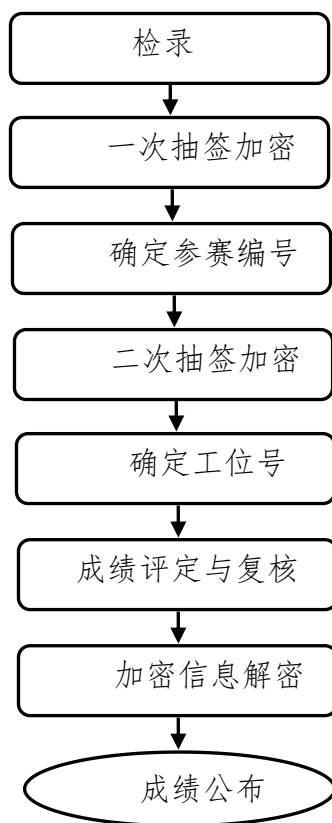 检录
一次抽签加密
确定参赛编号
二次抽签加密
确定工位号
成绩评定与复核
加密信息解密
成绩公布